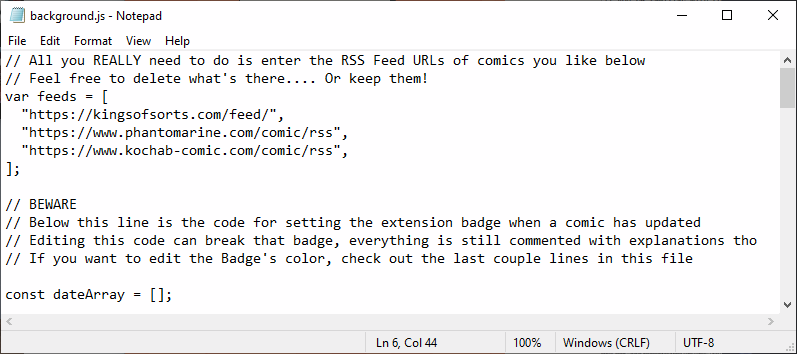 background.js - Notepad
File Edit Format View Help
// All you REALLY need to do is enter the RSS Feed URLs of comics you like below
// Feel free to delete what's there.... Or keep them!
var feeds = [
  "https://kingsofsorts.com/feed/",
  "https://www.phantomarine.com/comic/rss",
  "https://www.kochab-comic.com/comic/rss",
];

// BEWARE
// Below this line is the code for setting the extension badge when a comic has updated
// Editing this code can break that badge, everything is still commented with explanations tho
// If you want to edit the Badge's color, check out the last couple lines in this file

const dateArray = [];
Ln 6, Col 44 100% Windows (CRLF) UTF-8